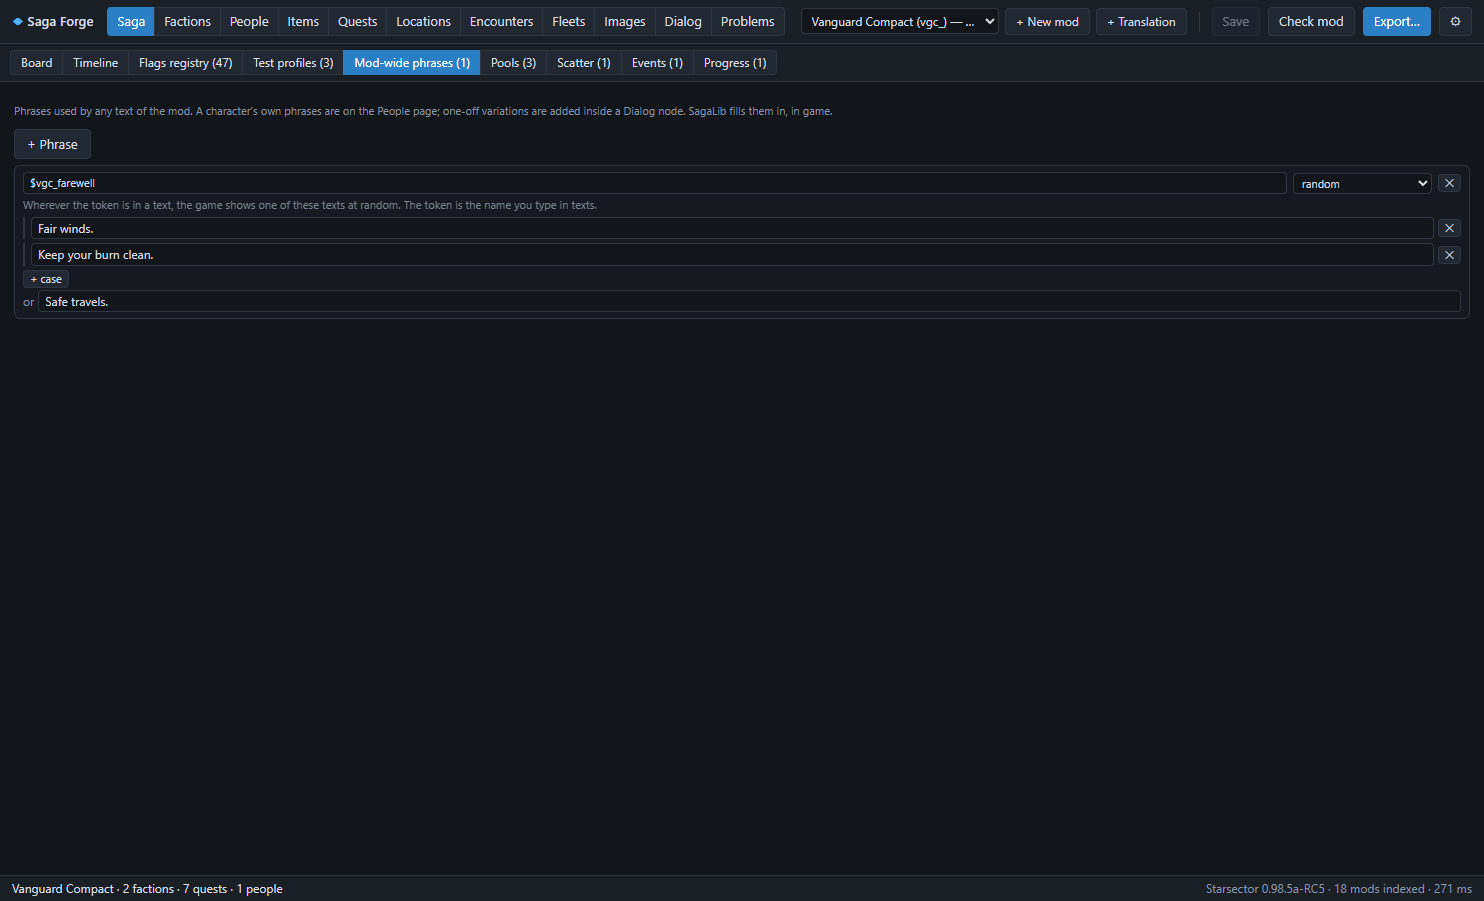 Saga Forge Saga Factions People Items Quests Locations Encounters Fleets Images Dialog Problems Vanguard Compact (vgc_) — ... + New mod + Translation Save Check mod Export...
Board Timeline Flags registry (47) Test profiles (3) Mod-wide phrases (1) Pools (3) Scatter (1) Events (1) Progress (1)
Phrases used by any text of the mod. A character's own phrases are on the People page; one-off variations are added inside a Dialog node. SagaLib fills them in, in game.
+ Phrase
$vgc_farewell random
Wherever the token is in a text, the game shows one of these texts at random. The token is the name you type in texts.
Fair winds.
Keep your burn clean.
+ case
or Safe travels.
Vanguard Compact · 2 factions · 7 quests · 1 people Starsector 0.98.5a-RC5 · 18 mods indexed · 271 ms